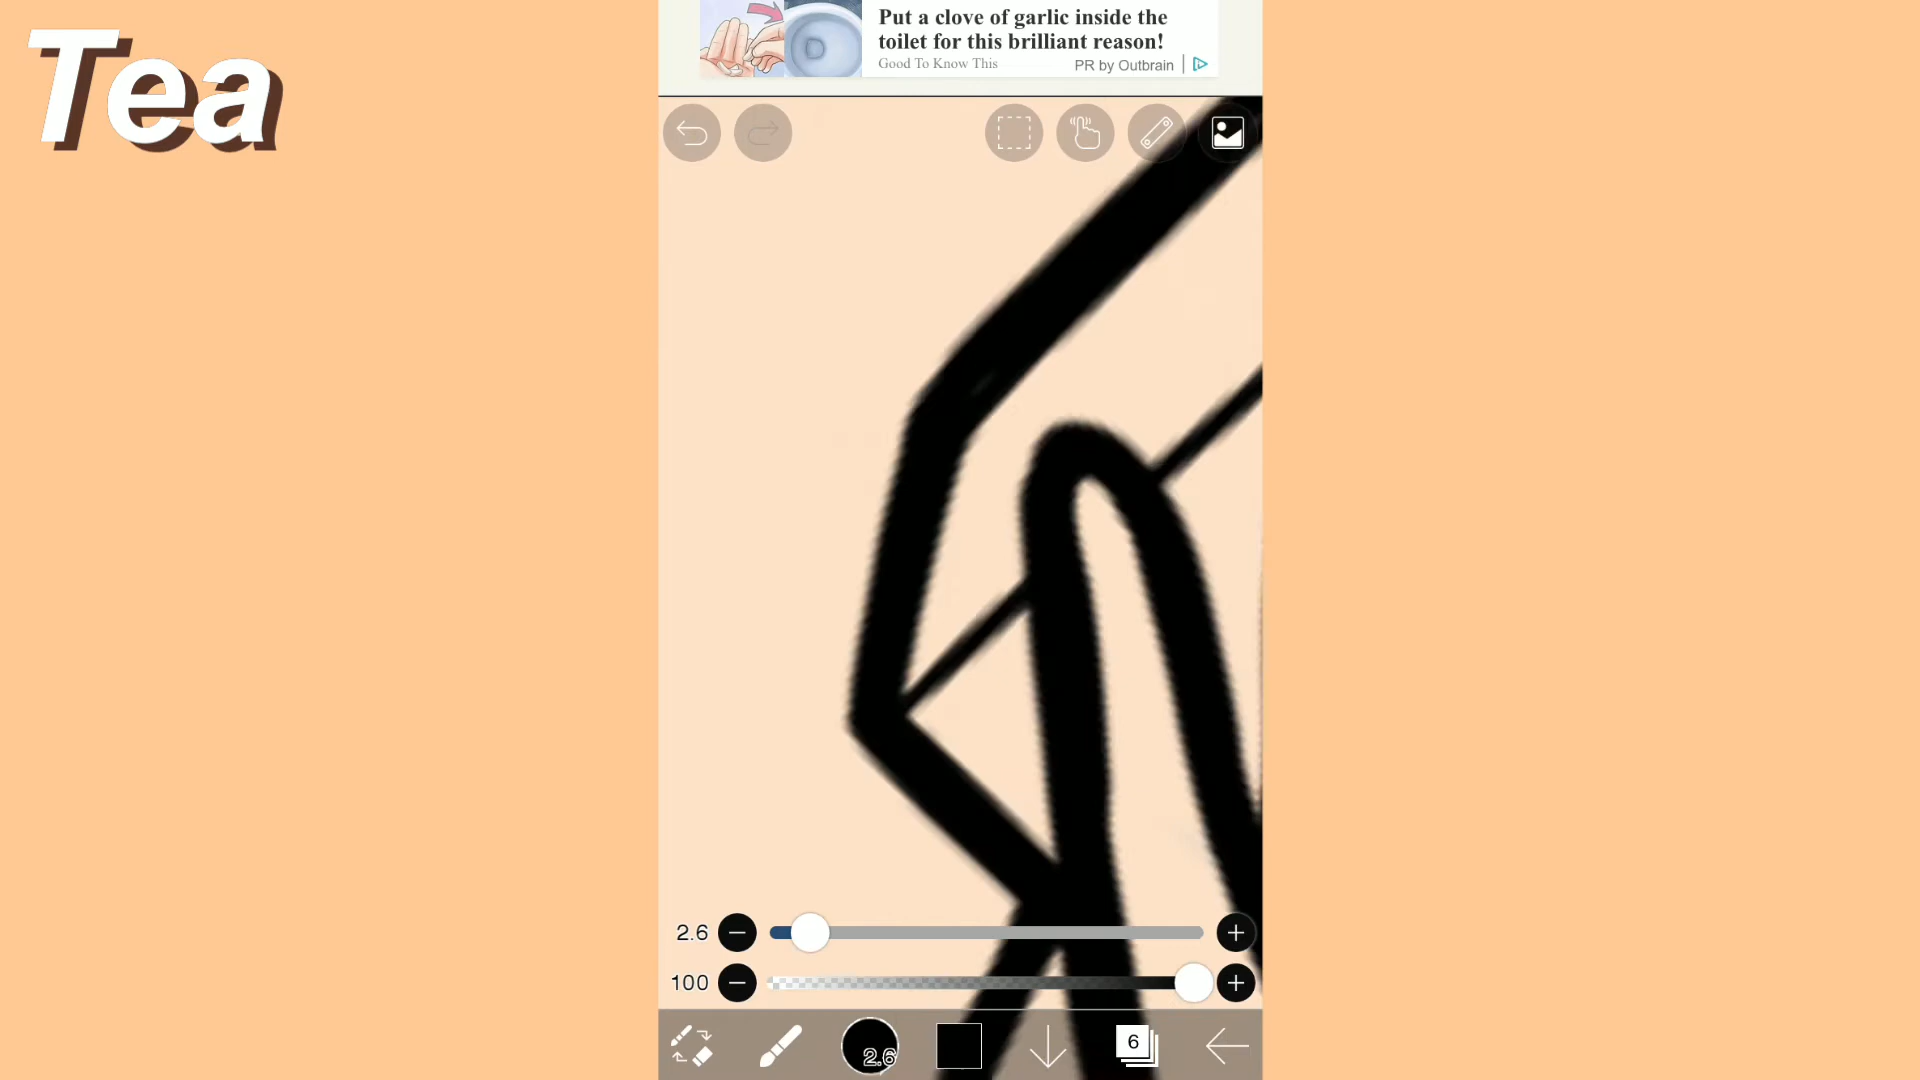 Tea
Put a clove of garlic inside the
toilet for this brilliant reason!
Good To Know This
PR by Outbrain
2.6
100
2.6
6